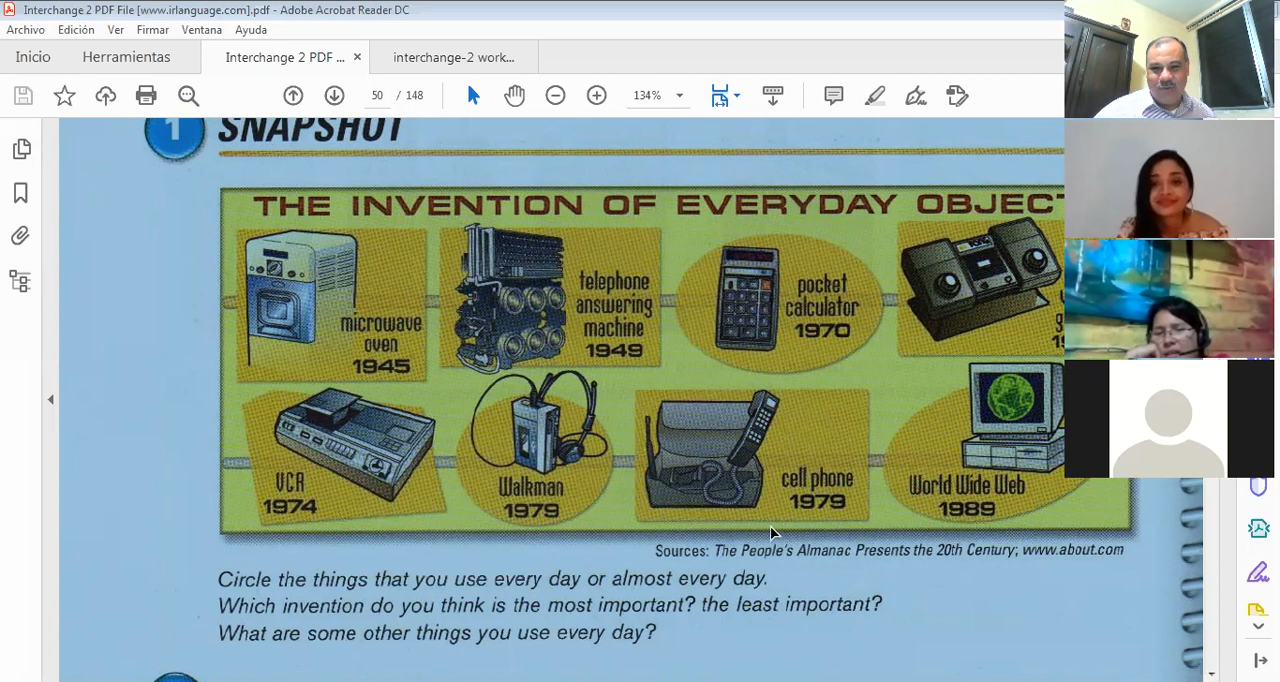 Interchange 2 PDF File [www.irlanguage.com].pdf - Adobe Acrobat Reader DC
Archivo Edición Ver Firmar Ventana Ayuda
Inicio Herramientas Interchange 2 PDF ... × interchange-2 work...
50 / 148 134%
1 SNAPSHOT
THE INVENTION OF EVERYDAY OBJECT
microwave
oven
1945
telephone
answering
machine
1949
pocket
calculator
1970
VCR
1974
Walkman
1979
cell phone
1979
World Wide Web
1989
Sources: The People's Almanac Presents the 20th Century; www.about.com
Circle the things that you use every day or almost every day.
Which invention do you think is the most important? the least important?
What are some other things you use every day?